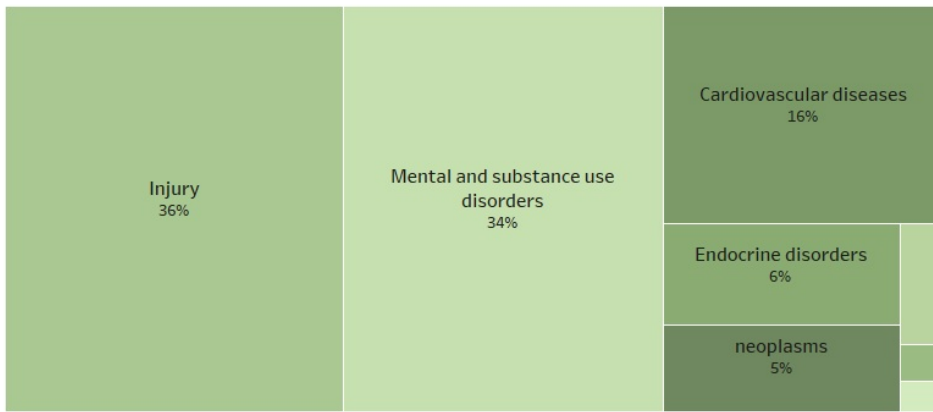 Injury
36%
Mental and substance use
disorders
34%
Cardiovascular diseases
16%
Endocrine disorders
6%
neoplasms
5%